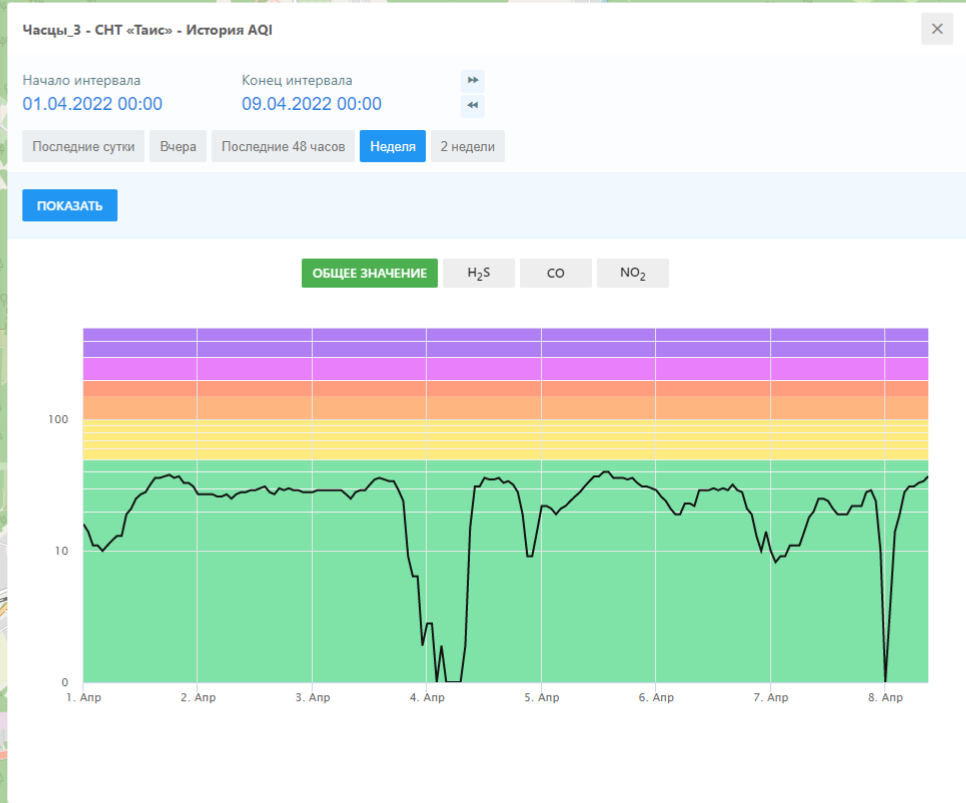 Часцы_3 - СНТ «Таис» - История AQI
Начало интервала
Конец интервала
01.04.2022 00:00
09.04.2022 00:00
Последние сутки
Вчера
Последние 48 часов
Неделя
2 недели
ПОКАЗАТЬ
ОБЩЕЕ ЗНАЧЕНИЕ
H₂S
CO
NO₂
100
10
0
1. Апр
2. Апр
3. Апр
4. Апр
5. Апр
6. Апр
7. Апр
8. Апр